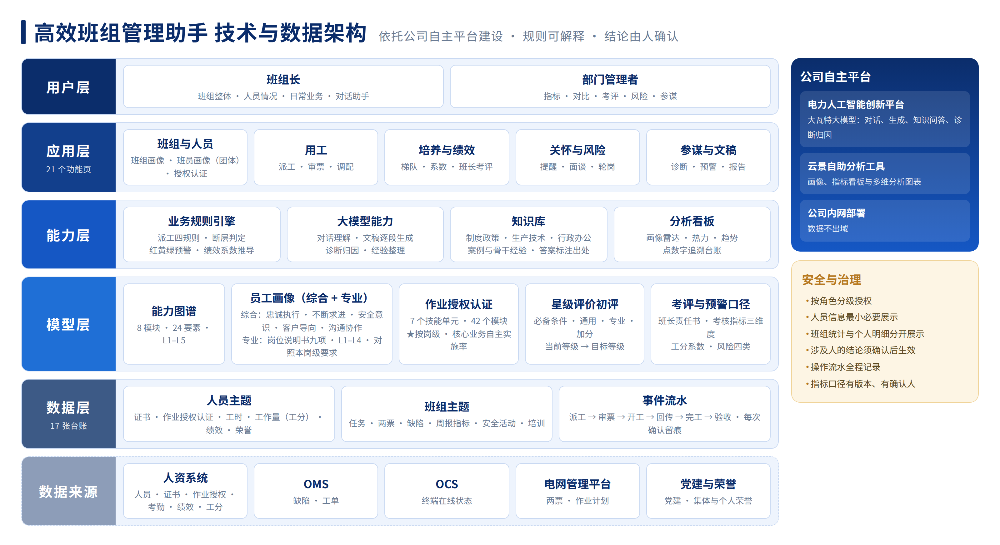 高效班组管理助手 技术与数据架构
依托公司自主平台建设 · 规则可解释 · 结论由人确认
用户层
班组长
班组整体 · 人员情况 · 日常业务 · 对话助手
部门管理者
指标 · 对比 · 考评 · 风险 · 参谋
应用层
21 个功能页
班组与人员
班组画像 · 班员画像（团体）
· 授权认证
用工
派工 · 审票 · 调配
培养与绩效
梯队 · 系数 · 班长考评
关怀与风险
提醒 · 面谈 · 轮岗
参谋与文稿
诊断 · 预警 · 报告
能力层
业务规则引擎
派工四规则 · 断层判定
红黄绿预警 · 绩效系数推导
大模型能力
对话理解 · 文稿逐段生成
诊断归因 · 经验整理
知识库
制度政策 · 生产技术 · 行政办公
案例与骨干经验 · 答案标注出处
分析看板
画像雷达 · 热力 · 趋势
点数字追溯台账
模型层
能力图谱
8 模块 · 24 要素 ·
L1–L5
员工画像（综合 + 专业）
综合：忠诚执行 · 不断求进 · 安全意
识 · 客户导向 · 沟通协作
专业：岗位说明书九项 · L1–L4 · 对
照本岗级要求
作业授权认证
7 个技能单元 · 42 个模块
★按岗级 · 核心业务自主实
施率
星级评价初评
必备条件 · 通用 · 专业 ·
加分
当前等级 → 目标等级
考评与预警口径
班长责任书 · 考核指标三维
度
工分系数 · 风险四类
数据层
17 张台账
人员主题
证书 · 作业授权认证 · 工时 · 工作量（工分） ·
绩效 · 荣誉
班组主题
任务 · 两票 · 缺陷 · 周报指标 · 安全活动 · 培训
事件流水
派工 → 审票 → 开工 → 回传 → 完工 → 验收 · 每次
确认留痕
数据来源
人资系统
人员 · 证书 · 作业授权 ·
考勤 · 绩效 · 工分
OMS
缺陷 · 工单
OCS
终端在线状态
电网管理平台
两票 · 作业计划
党建与荣誉
党建 · 集体与个人荣誉
公司自主平台
电力人工智能创新平台
大瓦特大模型：对话、生成、知识问答、诊
断归因
云景自助分析工具
画像、指标看板与多维分析图表
公司内网部署
数据不出域
安全与治理
• 按角色分级授权
• 人员信息最小必要展示
• 班组统计与个人明细分开展示
• 涉及人的结论须确认后生效
• 操作流水全程记录
• 指标口径有版本、有确认人